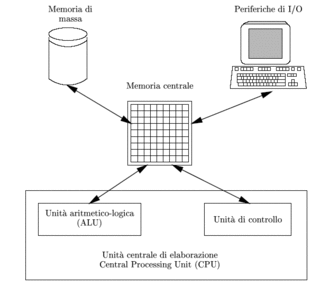 Memoria di
massa
Periferiche di I/O
Memoria centrale
Unità aritmetico-logica
(ALU)
Unità di controllo
Unità centrale di elaborazione
Central Processing Unit (CPU)